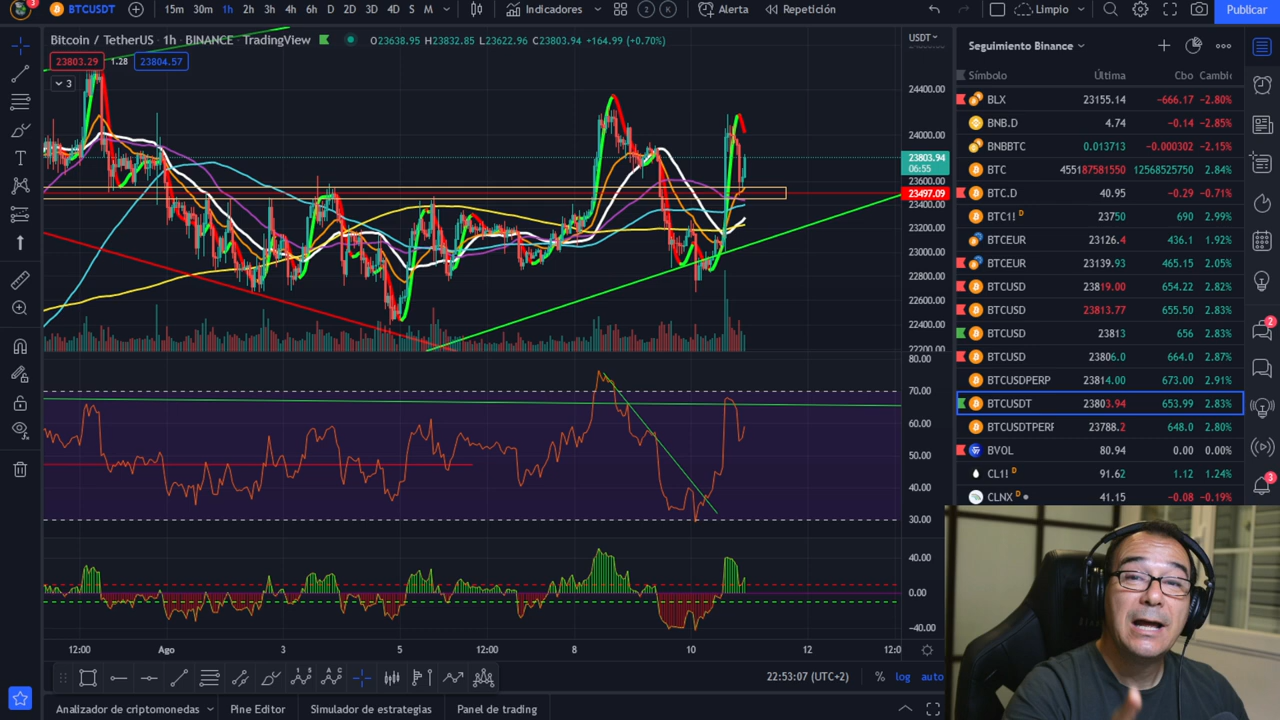 3 BTCUSDT 15m 30m 1h 2h 3h 4h 6h D 2D 3D 4D S M Indicadores 2 K Alerta Repetición Limpio Publicar
Bitcoin / TetherUS · 1h · BINANCE · TradingView O23638.95 H23832.85 L23622.96 C23803.94 +164.99 (+0.70%) USDT
23803.29 1.28 23804.57
3
24400.00
24000.00
23803.94
06:55
23600.00
23497.09
23400.00
23200.00
23000.00
22800.00
22600.00
22400.00
22200.00
80.00
70.00
60.00
50.00
40.00
30.00
40.00
0.00
-40.00
12:00 Ago 3 5 12:00 8 10 12 12:0
22:53:07 (UTC+2) % log auto
Analizador de criptomonedas Pine Editor Simulador de estrategias Panel de trading
Seguimiento Binance
Símbolo Última Cbo Cambic
BLX 23155.14 -666.17 -2.80%
BNB.D 4.74 -0.14 -2.85%
BNBBTC 0.013713 -0.000302 -2.15%
BTC 45518​7581550 12568525750 2.84%
BTC.D 40.95 -0.29 -0.71%
BTC1! D 23750 690 2.99%
BTCEUR 23126.4 436.1 1.92%
BTCEUR 23139.93 465.15 2.05%
BTCUSD 23819.00 654.22 2.82%
BTCUSD 23813.77 655.50 2.83%
BTCUSD 23813 656 2.83%
BTCUSD 23806.0 664.0 2.87%
BTCUSDPERP 23814.00 673.00 2.91%
BTCUSDT 23803.94 653.99 2.83%
BTCUSDTPERF 23788.2 648.0 2.80%
BVOL 80.94 0.00 0.00%
CL1! D 91.62 1.12 1.24%
CLNX D 41.15 -0.08 -0.19%
2
3